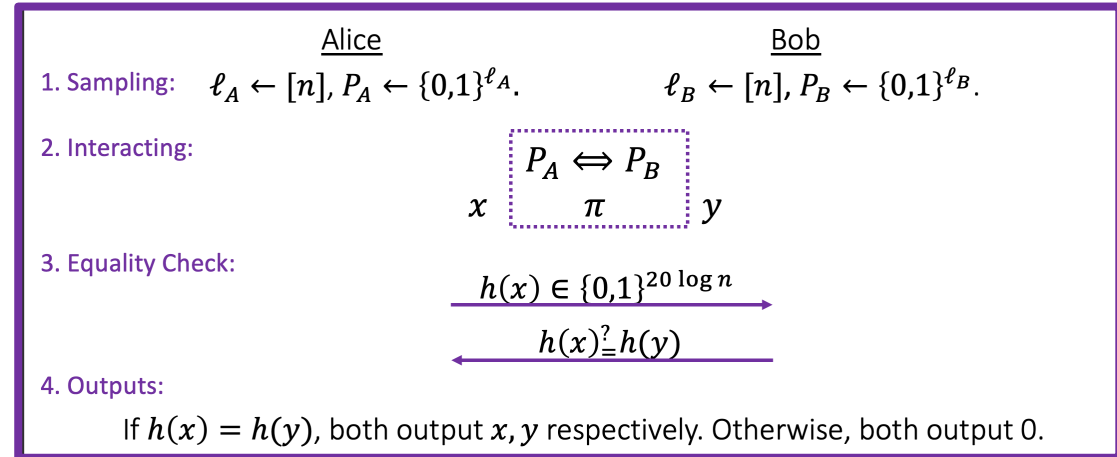 Alice Bob
1. Sampling: ℓ_A ← [n], P_A ← {0,1}^{ℓ_A}. ℓ_B ← [n], P_B ← {0,1}^{ℓ_B}.
2. Interacting: P_A ⟺ P_B
x π y
3. Equality Check:
h(x) ∈ {0,1}^{20 log n}
h(x) ≟ h(y)
4. Outputs:
If h(x) = h(y), both output x, y respectively. Otherwise, both output 0.